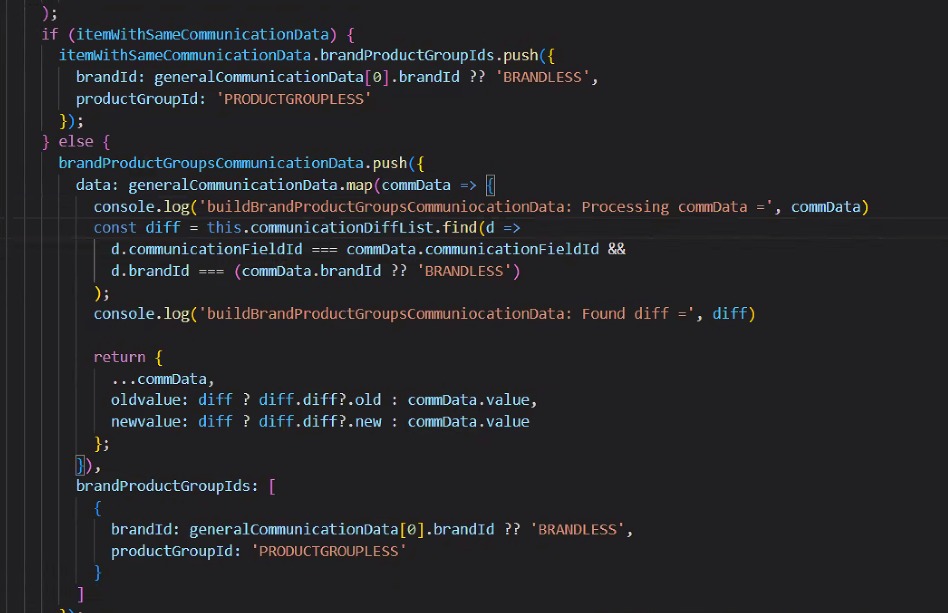 );
if (itemWithSameCommunicationData) {
itemWithSameCommunicationData.brandProductGroupIds.push({
brandId: generalCommunicationData[0].brandId ?? 'BRANDLESS',
productGroupId: 'PRODUCTGROUPLESS'
});
} else {
brandProductGroupsCommunicationData.push({
data: generalCommunicationData.map(commData => {
console.log('buildBrandProductGroupsCommuniocationData: Processing commData =', commData)
const diff = this.communicationDiffList.find(d =>
d.communicationFieldId === commData.communicationFieldId &&
d.brandId === (commData.brandId ?? 'BRANDLESS')
);
console.log('buildBrandProductGroupsCommuniocationData: Found diff =', diff)
return {
...commData,
oldvalue: diff ? diff.diff?.old : commData.value,
newvalue: diff ? diff.diff?.new : commData.value
};
}),
brandProductGroupIds: [
{
brandId: generalCommunicationData[0].brandId ?? 'BRANDLESS',
productGroupId: 'PRODUCTGROUPLESS'
}
]
});